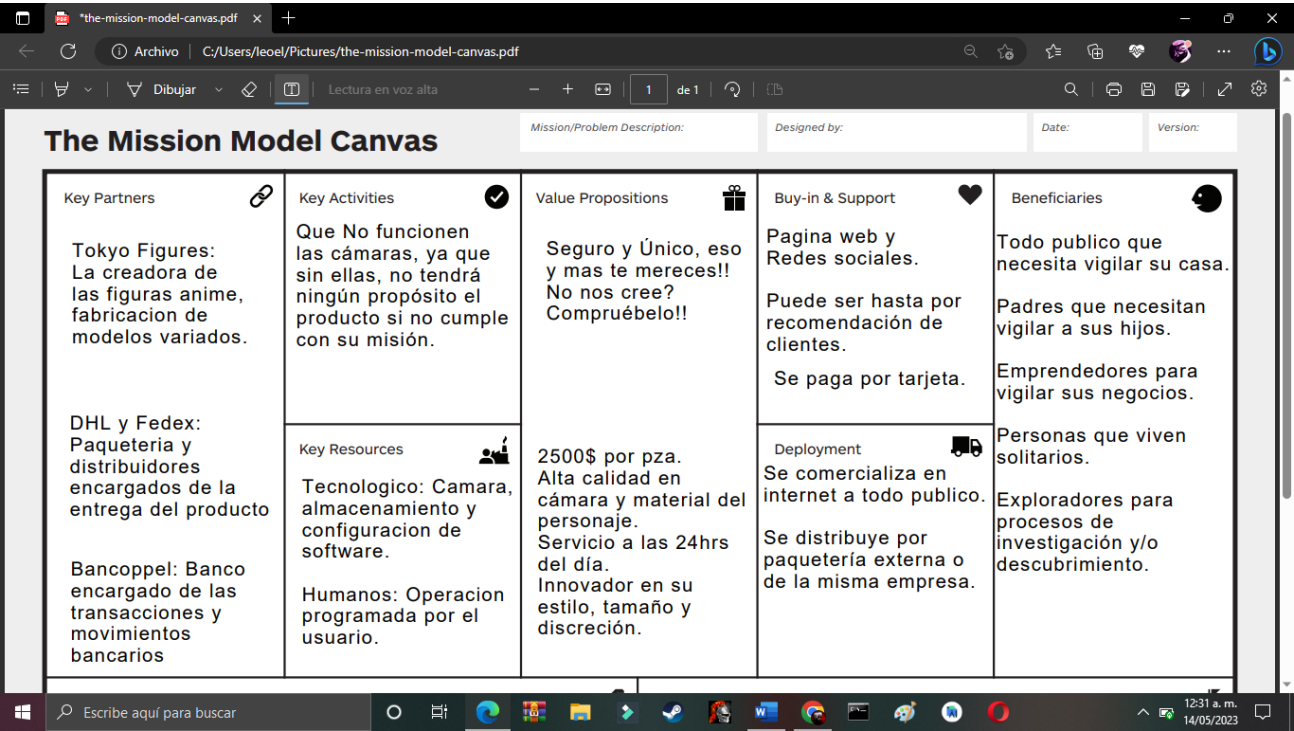 *the-mission-model-canvas.pdf
Archivo
C:/Users/leoel/Pictures/the-mission-model-canvas.pdf
Dibujar
Lectura en voz alta
1
de 1
The Mission Model Canvas
Mission/Problem Description:
Designed by:
Date:
Version:
Key Partners
Tokyo Figures:
La creadora de
las figuras anime,
fabricacion de
modelos variados.
DHL y Fedex:
Paqueteria y
distribuidores
encargados de la
entrega del producto
Bancoppel: Banco
encargado de las
transacciones y
movimientos
bancarios
Key Activities
Que No funcionen
las cámaras, ya que
sin ellas, no tendrá
ningún propósito el
producto si no cumple
con su misión.
Key Resources
Tecnologico: Camara,
almacenamiento y
configuracion de
software.
Humanos: Operacion
programada por el
usuario.
Value Propositions
Seguro y Único, eso
y mas te mereces!!
No nos cree?
Compruébelo!!
2500$ por pza.
Alta calidad en
cámara y material del
personaje.
Servicio a las 24hrs
del día.
Innovador en su
estilo, tamaño y
discreción.
Buy-in & Support
Pagina web y
Redes sociales.
Puede ser hasta por
recomendación de
clientes.
Se paga por tarjeta.
Deployment
Se comercializa en
internet a todo publico.
Se distribuye por
paquetería externa o
de la misma empresa.
Beneficiaries
Todo publico que
necesita vigilar su casa.
Padres que necesitan
vigilar a sus hijos.
Emprendedores para
vigilar sus negocios.
Personas que viven
solitarios.
Exploradores para
procesos de
investigación y/o
descubrimiento.
Escribe aquí para buscar
12:31 a. m.
14/05/2023